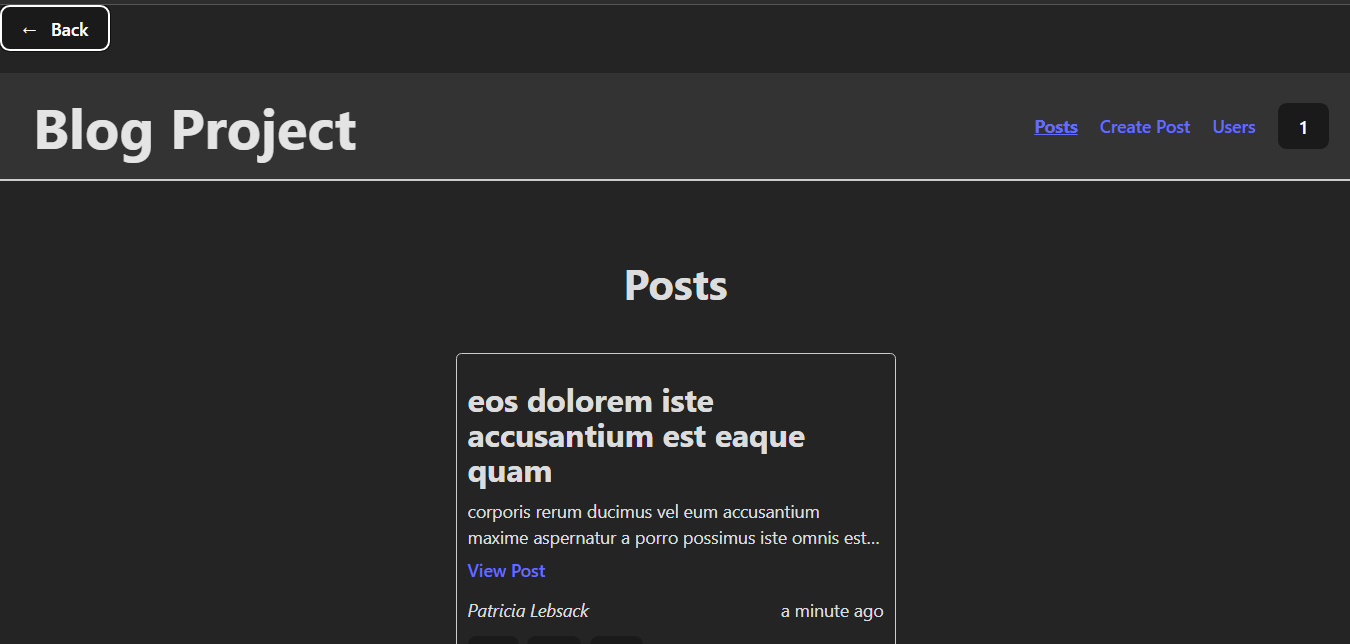 ← Back
Blog Project
Posts Create Post Users 1
Posts
eos dolorem iste
accusantium est eaque
quam
corporis rerum ducimus vel eum accusantium
maxime aspernatur a porro possimus iste omnis est...
View Post
Patricia Lebsack a minute ago